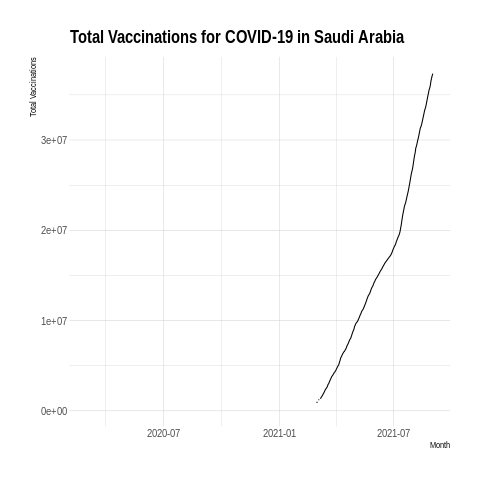 Total Vaccinations for COVID-19 in Saudi Arabia
Total Vaccinations
3e+07
2e+07
1e+07
0e+00
2020-07
2021-01
2021-07
Month